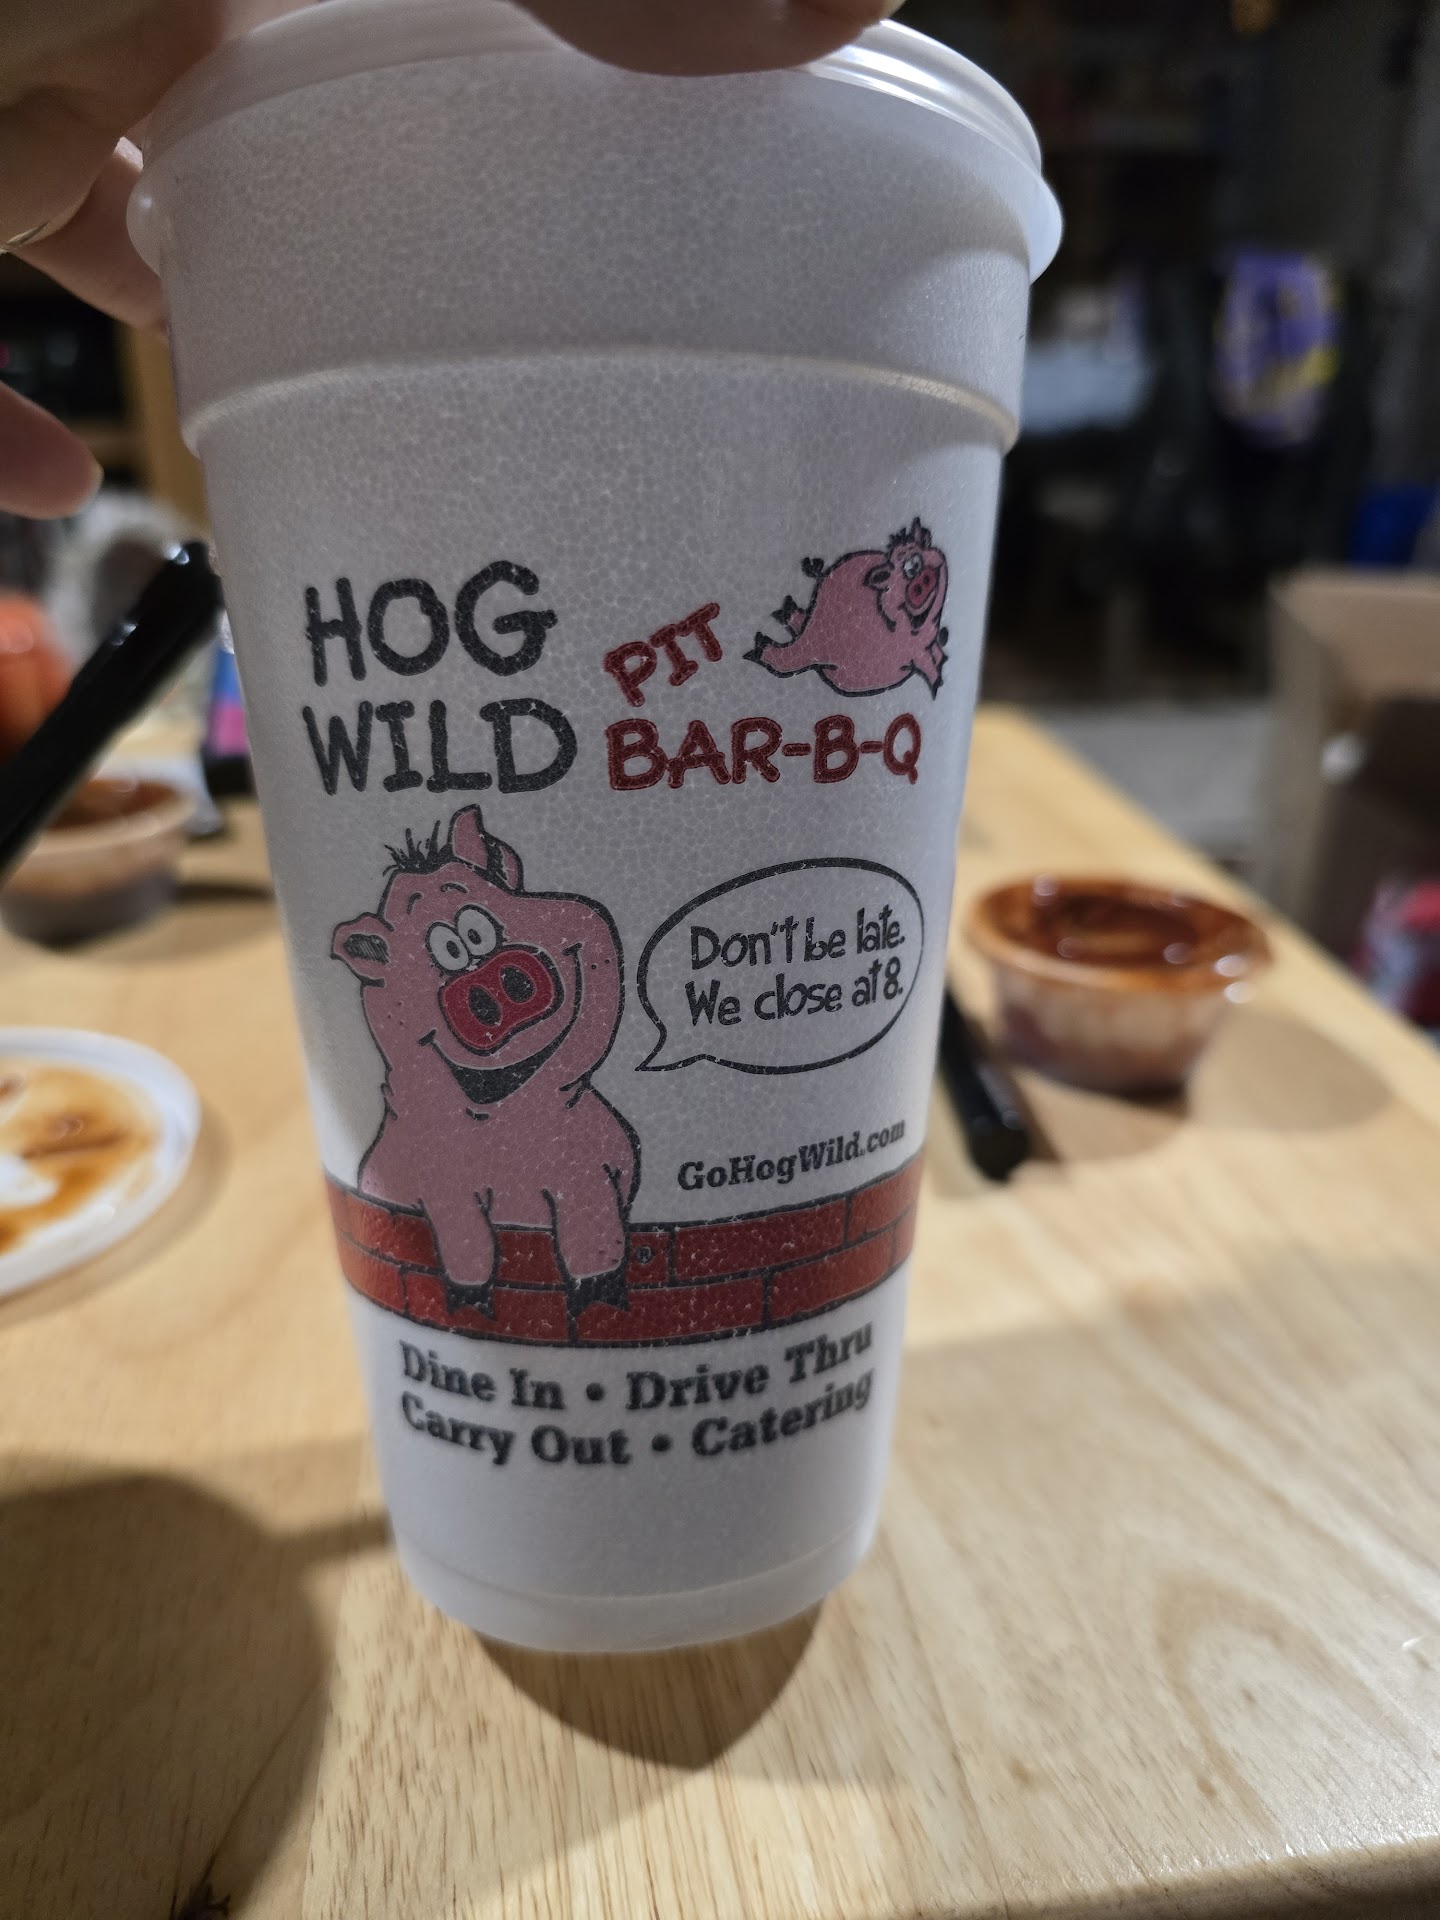 HOG
WILD
PIT
BAR-B-Q
Don't be late.
We close at 8.
GoHogWild.com
®
Dine In • Drive Thru
Carry Out • Catering